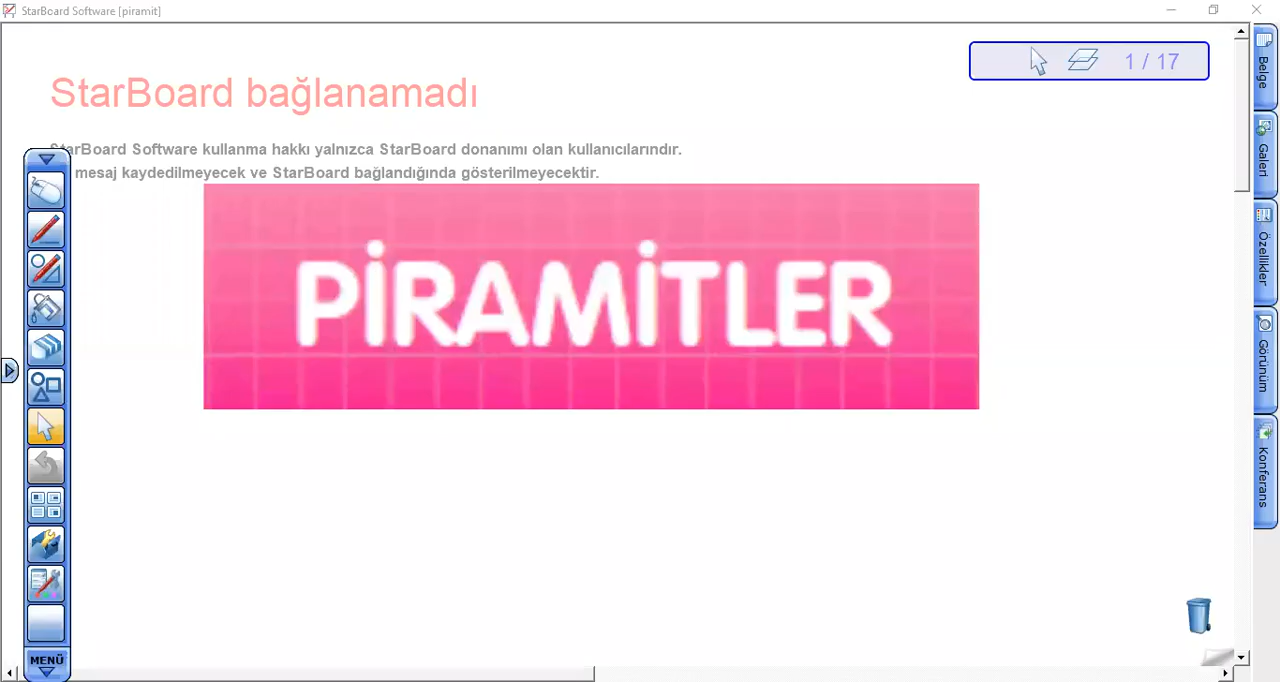 StarBoard Software [piramit]
1 / 17
StarBoard bağlanamadı
StarBoard Software kullanma hakkı yalnızca StarBoard donanımı olan kullanıcılarındır.
mesaj kaydedilmeyecek ve StarBoard bağlandığında gösterilmeyecektir.
PİRAMİTLER
Belge
Galeri
Özellikler
Görünüm
Konferans
MENÜ